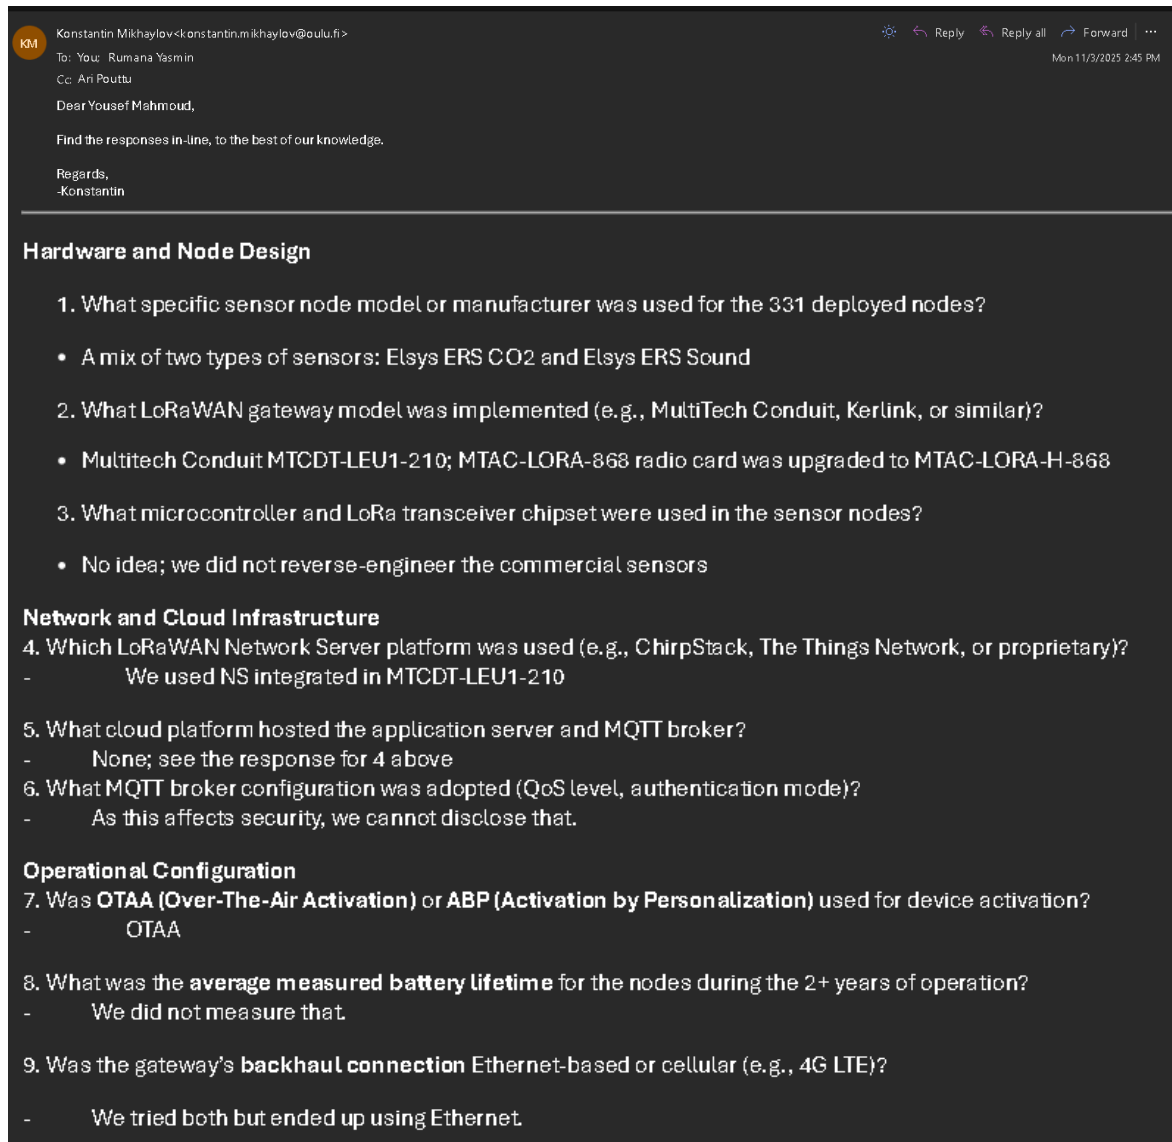 KM
Konstantin Mikhaylov<konstantin.mikhaylov@oulu.fi>
Reply
Reply all
Forward
To: You; Rumana Yasmin
Mon 11/3/2025 2:45 PM
Cc: Ari Pouttu
Dear Yousef Mahmoud,
Find the responses in-line, to the best of our knowledge.
Regards,
-Konstantin
Hardware and Node Design
1. What specific sensor node model or manufacturer was used for the 331 deployed nodes?
• A mix of two types of sensors: Elsys ERS CO2 and Elsys ERS Sound
2. What LoRaWAN gateway model was implemented (e.g., MultiTech Conduit, Kerlink, or similar)?
• Multitech Conduit MTCDT-LEU1-210; MTAC-LORA-868 radio card was upgraded to MTAC-LORA-H-868
3. What microcontroller and LoRa transceiver chipset were used in the sensor nodes?
• No idea; we did not reverse-engineer the commercial sensors
Network and Cloud Infrastructure
4. Which LoRaWAN Network Server platform was used (e.g., ChirpStack, The Things Network, or proprietary)?
- We used NS integrated in MTCDT-LEU1-210
5. What cloud platform hosted the application server and MQTT broker?
- None; see the response for 4 above
6. What MQTT broker configuration was adopted (QoS level, authentication mode)?
- As this affects security, we cannot disclose that.
Operational Configuration
7. Was OTAA (Over-The-Air Activation) or ABP (Activation by Personalization) used for device activation?
- OTAA
8. What was the average measured battery lifetime for the nodes during the 2+ years of operation?
- We did not measure that.
9. Was the gateway's backhaul connection Ethernet-based or cellular (e.g., 4G LTE)?
- We tried both but ended up using Ethernet.